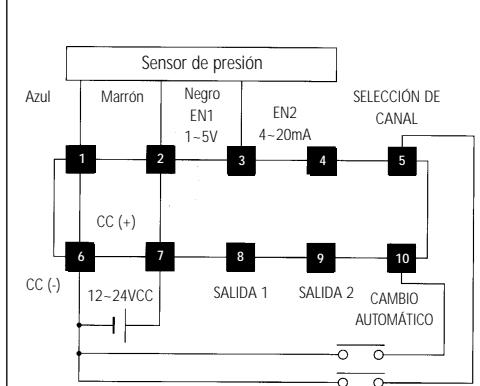 Sensor de presión
Azul
Marrón
Negro
EN1
1~5V
EN2
4~20mA
SELECCIÓN DE
CANAL
1
2
3
4
5
CC (+)
6
7
8
9
10
CC (-)
12~24VCC
SALIDA 1
SALIDA 2
CAMBIO
AUTOMÁTICO